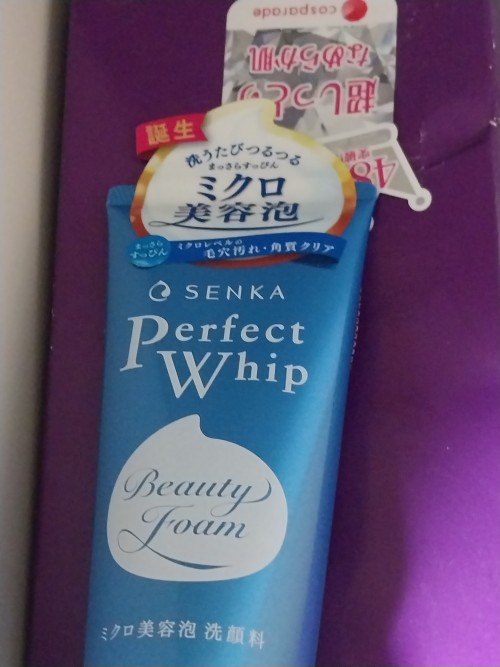 cosparade
なめらか肌
超しっとり
48
誕生
洗うたびつるつる
まっさらすっぴん
ミクロ
美容泡
まっさら
すっぴん
ミクロレベルの
毛穴汚れ・角質クリア
SENKA
Perfect
Whip
Beauty
Foam
ミクロ美容泡 洗顔料